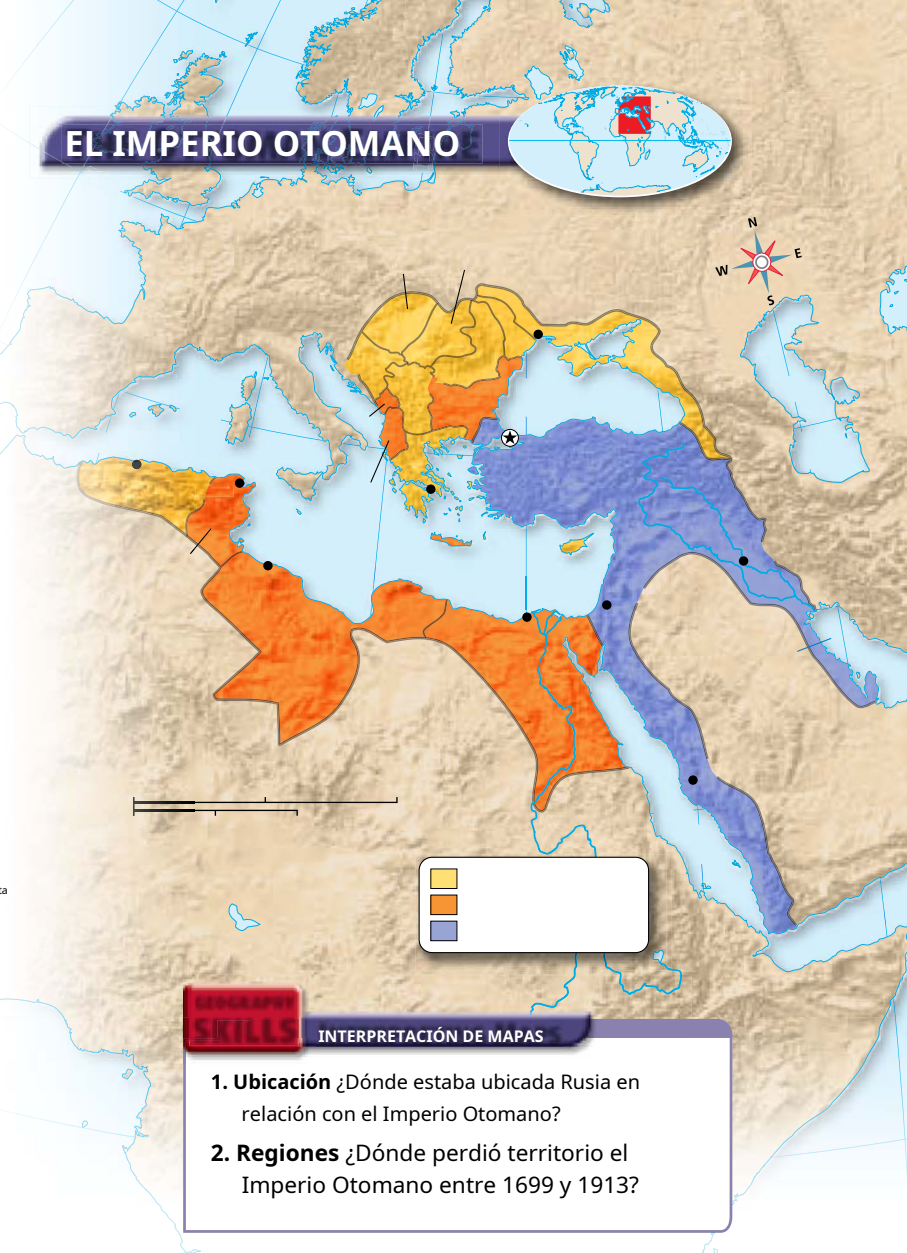 EL IMPERIO OTOMANO
N
E
W
S
ta
GEOGRAPHY
SKILLS
INTERPRETACIÓN DE MAPAS
1. Ubicación ¿Dónde estaba ubicada Rusia en
relación con el Imperio Otomano?
2. Regiones ¿Dónde perdió territorio el
Imperio Otomano entre 1699 y 1913?